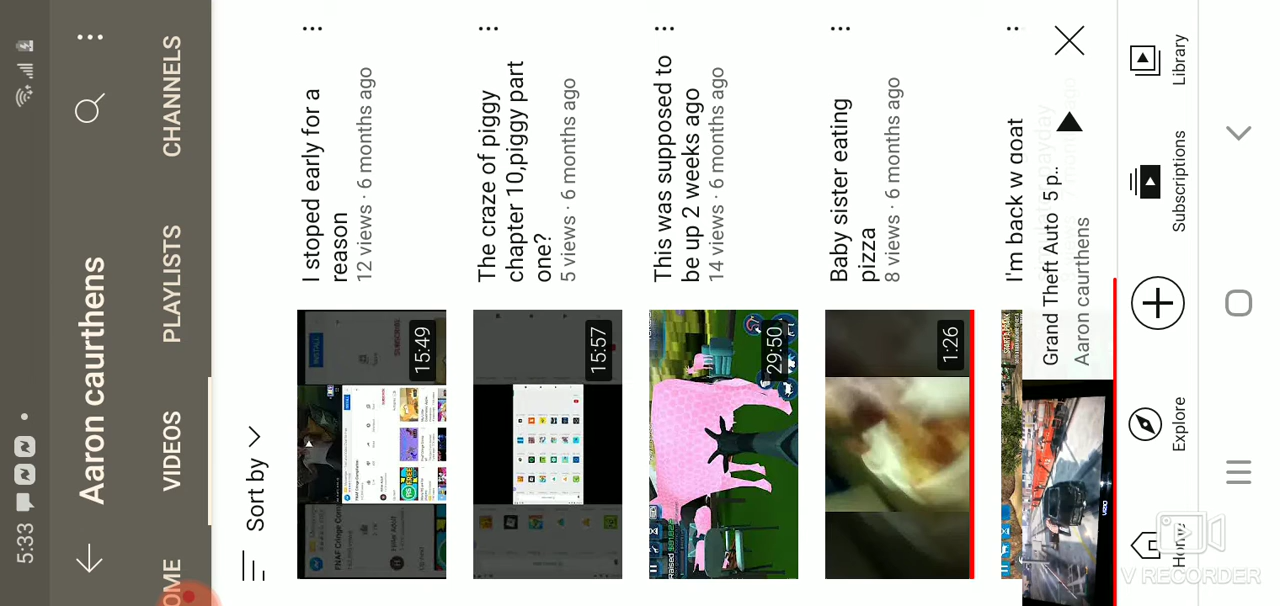 5:33
Aaron caurthens
OME
VIDEOS
PLAYLISTS
CHANNELS
Sort by
15:49
I stoped early for a
reason
12 views · 6 months ago
15:57
The craze of piggy
chapter 10,piggy part
one?
5 views · 6 months ago
29:50
This was supposed to
be up 2 weeks ago
14 views · 6 months ago
1:26
Baby sister eating
pizza
8 views · 6 months ago
I'm back w goat
Grand Theft Auto 5 p..
Aaron caurthens
Home
Explore
Subscriptions
Library
V RECORDER